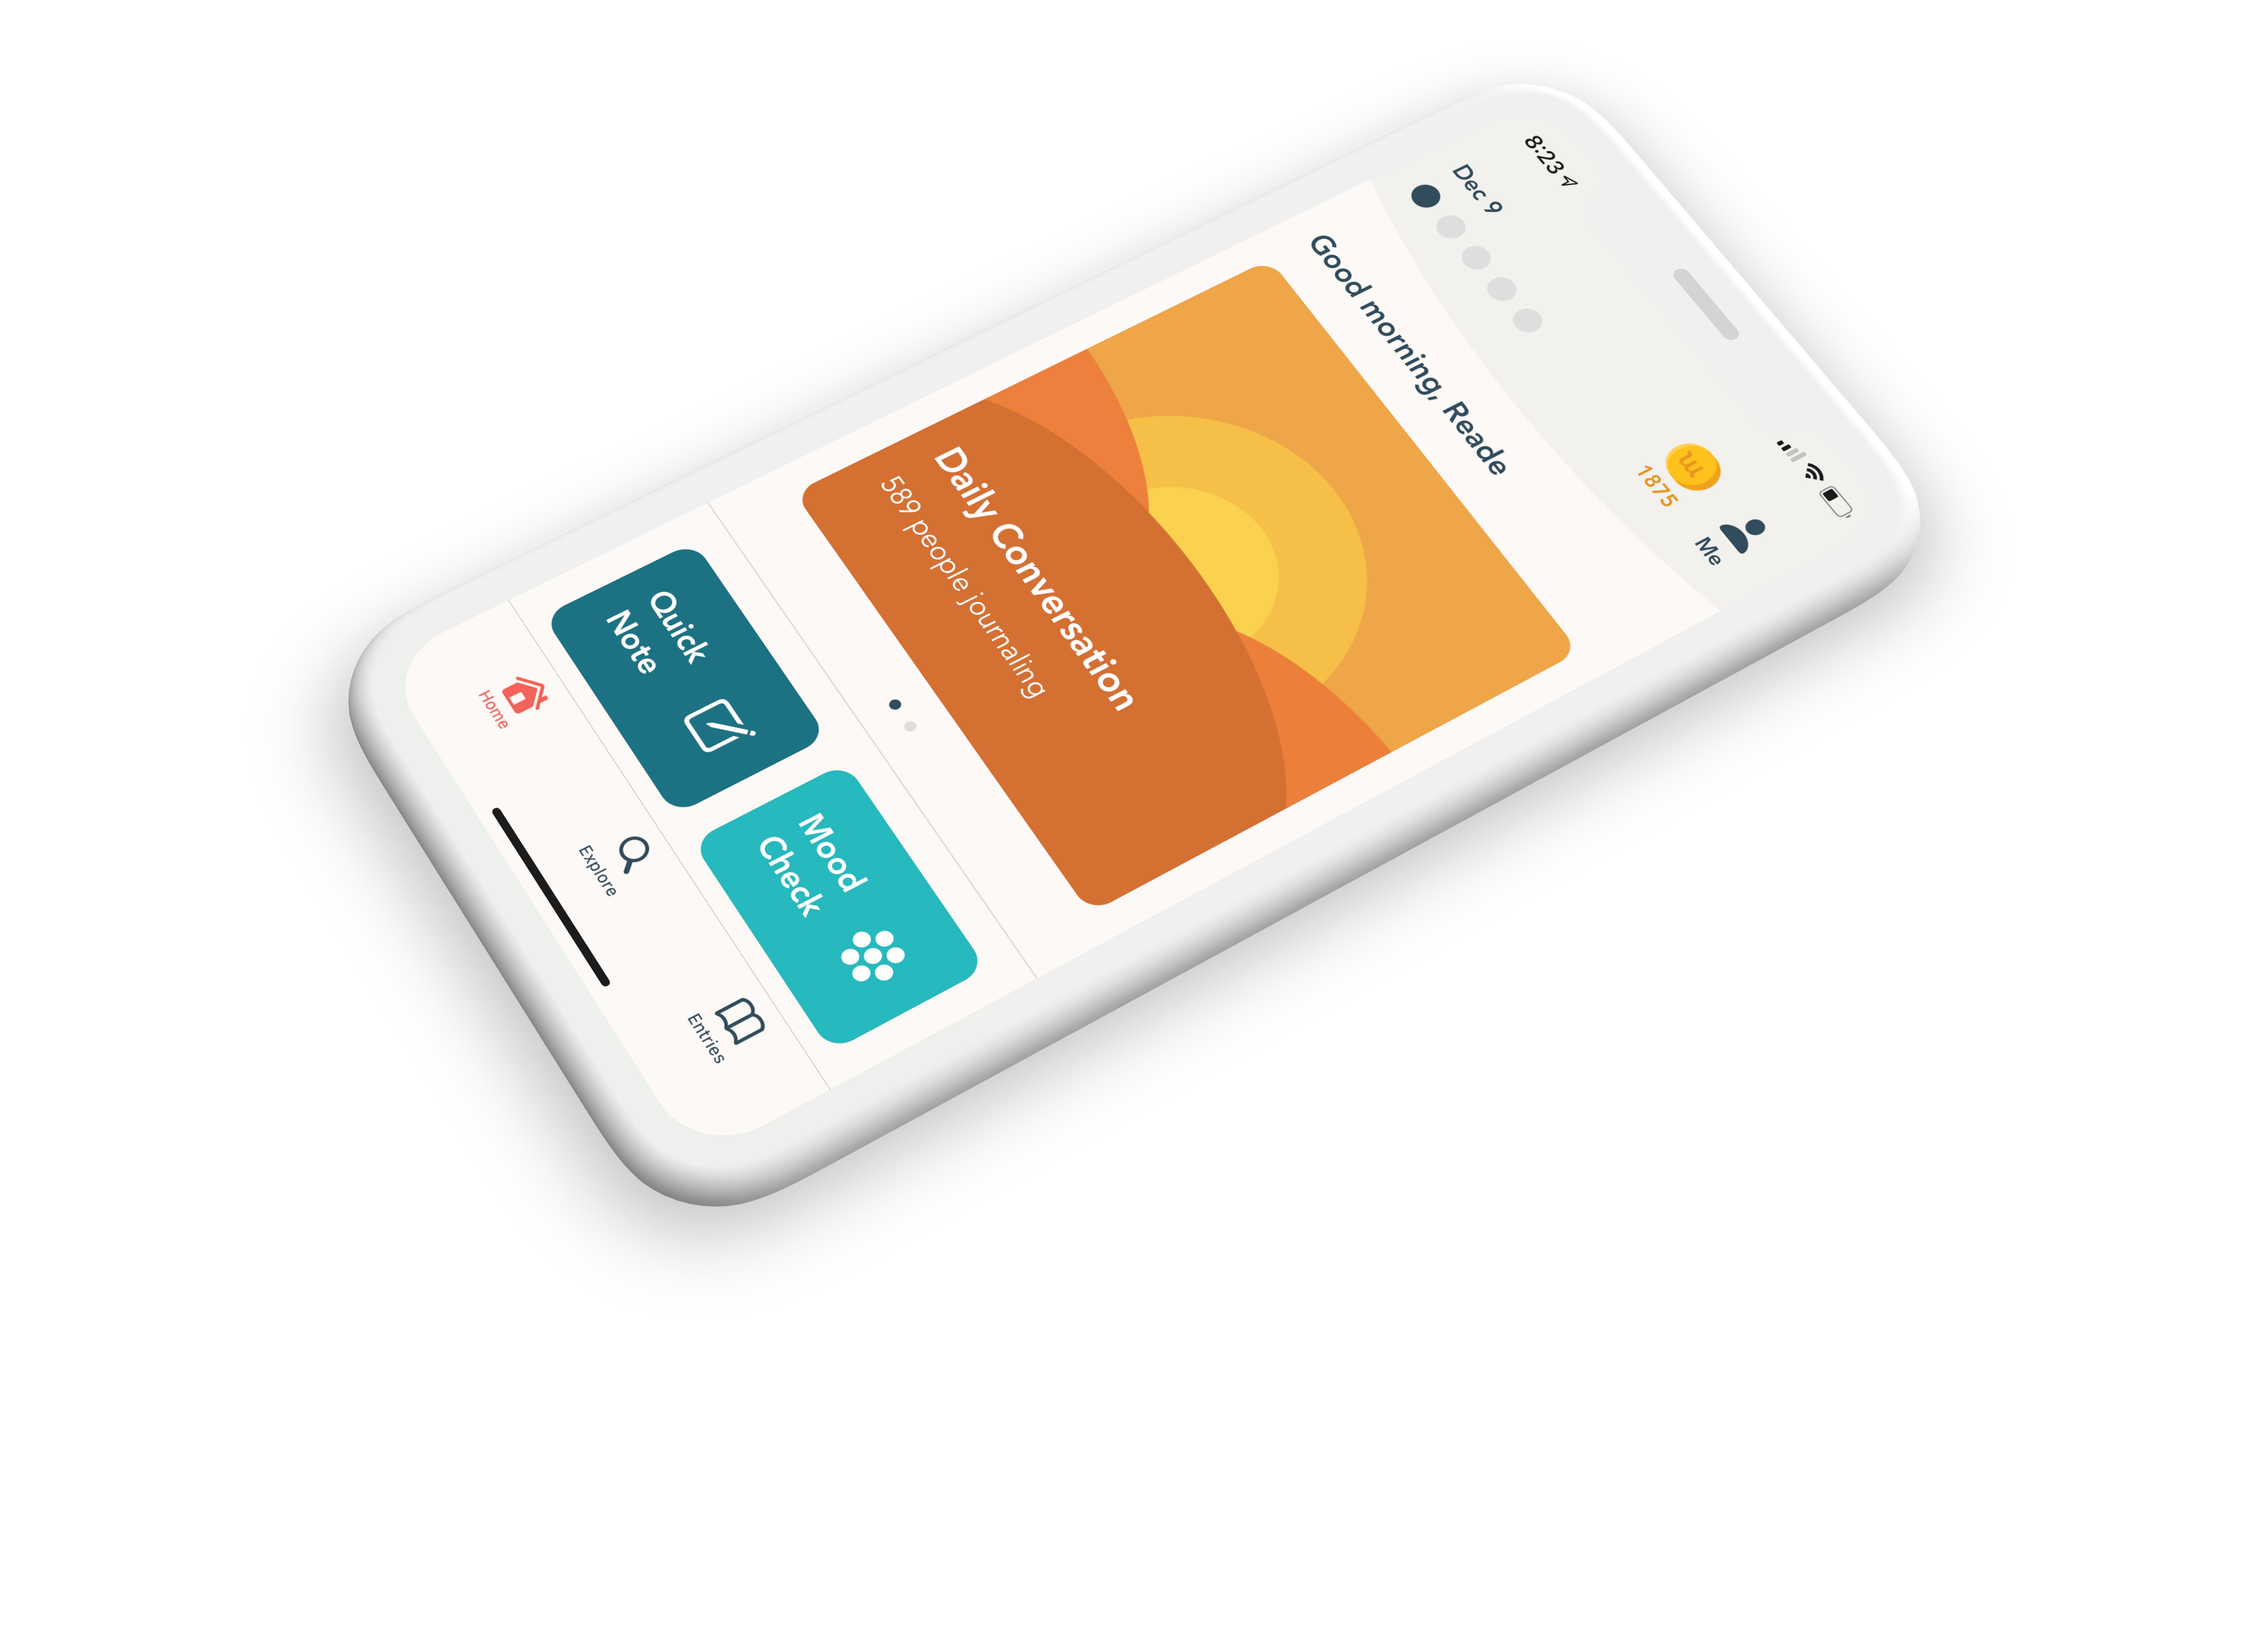 8:23
Dec 9
1875
Me
Good morning, Reade
Daily Conversation
589 people journaling
Quick
Note
Mood
Check
Home
Explore
Entries